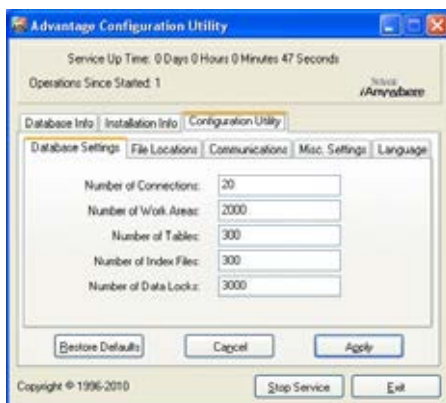 Advantage Configuration Utility
Service Up Time: 0 Days 0 Hours 0 Minutes 47 Seconds
Operations Since Started: 1
iAnywhere
Database Info Installation Info Configuration Utility
Database Settings File Locations Communications Misc. Settings Language
Number of Connections: 20
Number of Work Areas: 2000
Number of Tables: 300
Number of Index Files: 300
Number of Data Locks: 3000
Restore Defaults Cancel Apply
Copyright © 1996-2010 Stop Service Exit